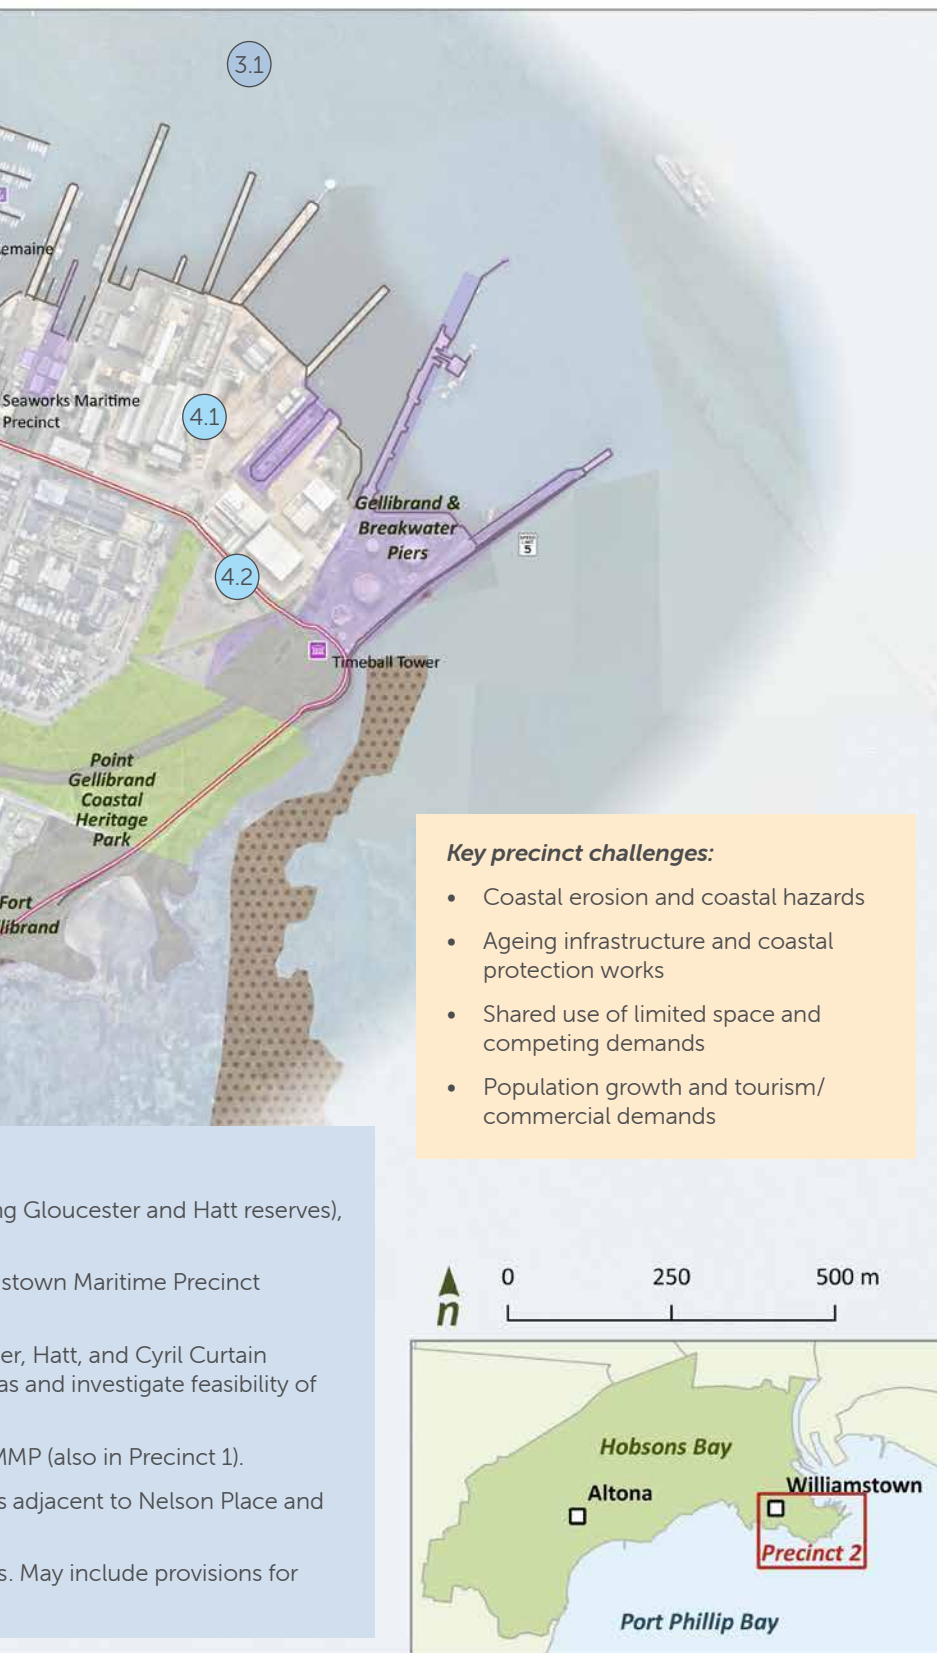 3.1
emaine
Seaworks Maritime
Precinct
4.1
Gellibrand &
Breakwater
Piers
SPEED
LIMIT
5
4.2
Timeball Tower
Point
Gellibrand
Coastal
Heritage
Park
Fort
librand
Key precinct challenges:
• Coastal erosion and coastal hazards
• Ageing infrastructure and coastal
protection works
• Shared use of limited space and
competing demands
• Population growth and tourism/
commercial demands
ng Gloucester and Hatt reserves),
stown Maritime Precinct
er, Hatt, and Cyril Curtain
as and investigate feasibility of
MMP (also in Precinct 1).
s adjacent to Nelson Place and
s. May include provisions for
n
0 250 500 m
Hobsons Bay
Altona
Williamstown
Precinct 2
Port Phillip Bay